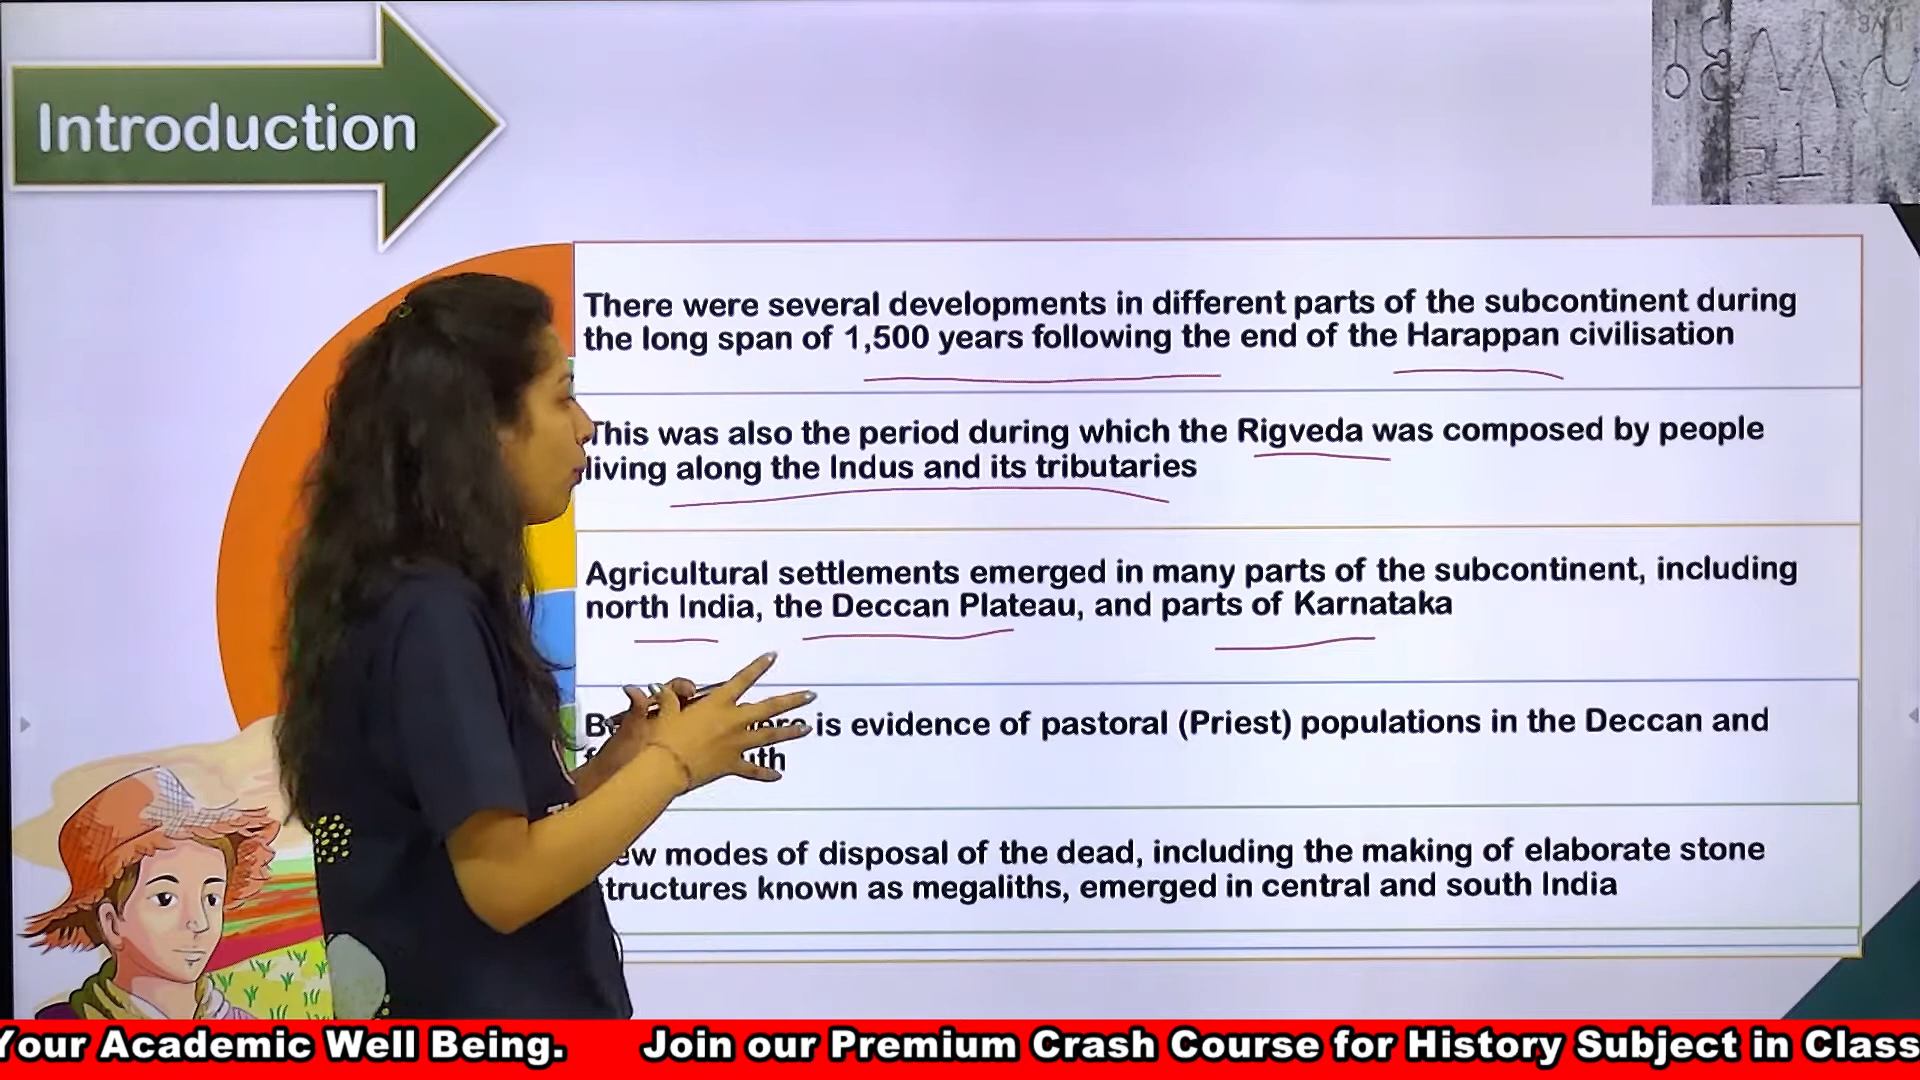 Introduction
There were several developments in different parts of the subcontinent during
the long span of 1,500 years following the end of the Harappan civilisation
This was also the period during which the Rigveda was composed by people
living along the Indus and its tributaries
Agricultural settlements emerged in many parts of the subcontinent, including
north India, the Deccan Plateau, and parts of Karnataka
is evidence of pastoral (Priest) populations in the Deccan and
modes of disposal of the dead, including the making of elaborate stone
structures known as megaliths, emerged in central and south India
Your Academic Well Being. Join our Premium Crash Course for History Subject in Class